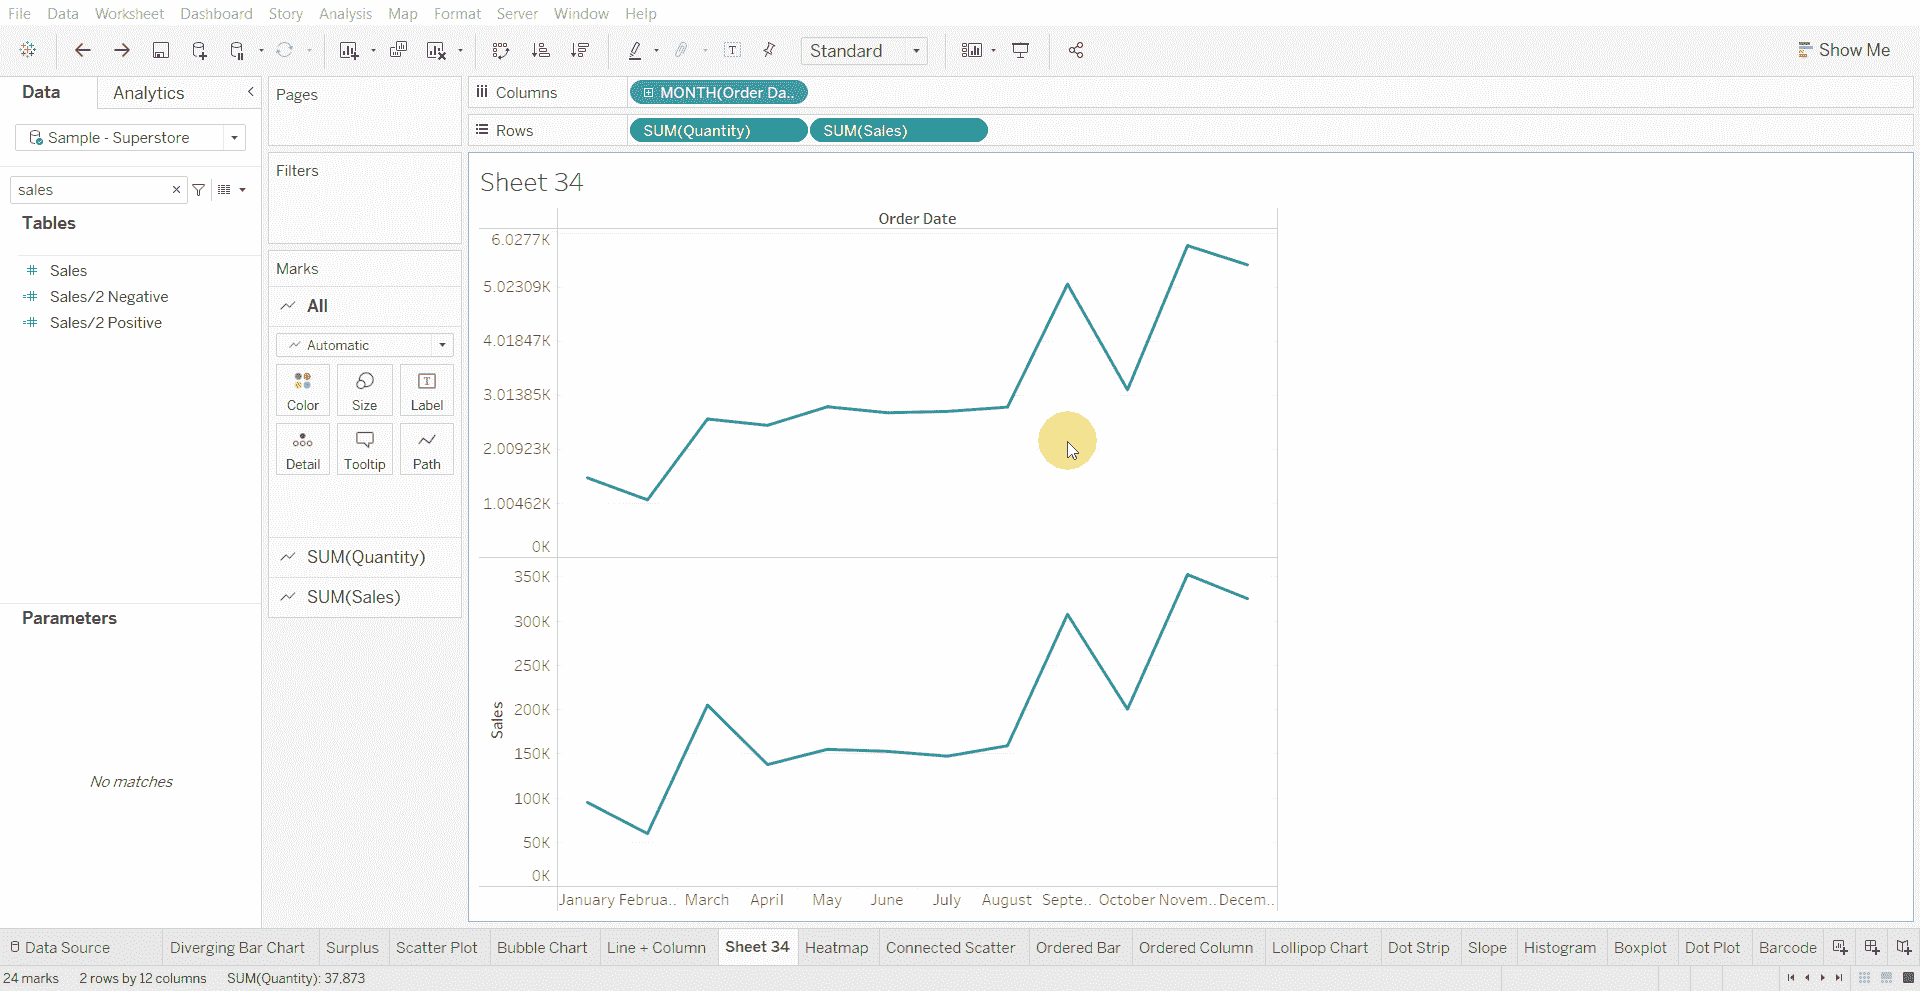 File Data Worksheet Dashboard Story Analysis Map Format Server Window Help
Standard
Show Me
Data Analytics
Sample - Superstore
sales
Tables
Sales
Sales/2 Negative
Sales/2 Positive
Parameters
No matches
Pages
Filters
Marks
All
Automatic
Color Size Label
Detail Tooltip Path
SUM(Quantity)
SUM(Sales)
Columns MONTH(Order Da..
Rows SUM(Quantity) SUM(Sales)
Sheet 34
Order Date
6.0277K
5.02309K
4.01847K
3.01385K
2.00923K
1.00462K
0K
350K
300K
250K
200K
150K
100K
50K
0K
Sales
January Februa.. March April May June July August Septe.. October Novem.. Decem..
Data Source Diverging Bar Chart Surplus Scatter Plot Bubble Chart Line + Column Sheet 34 Heatmap Connected Scatter Ordered Bar Ordered Column Lollipop Chart Dot Strip Slope Histogram Boxplot Dot Plot Barcode
24 marks 2 rows by 12 columns SUM(Quantity): 37,873